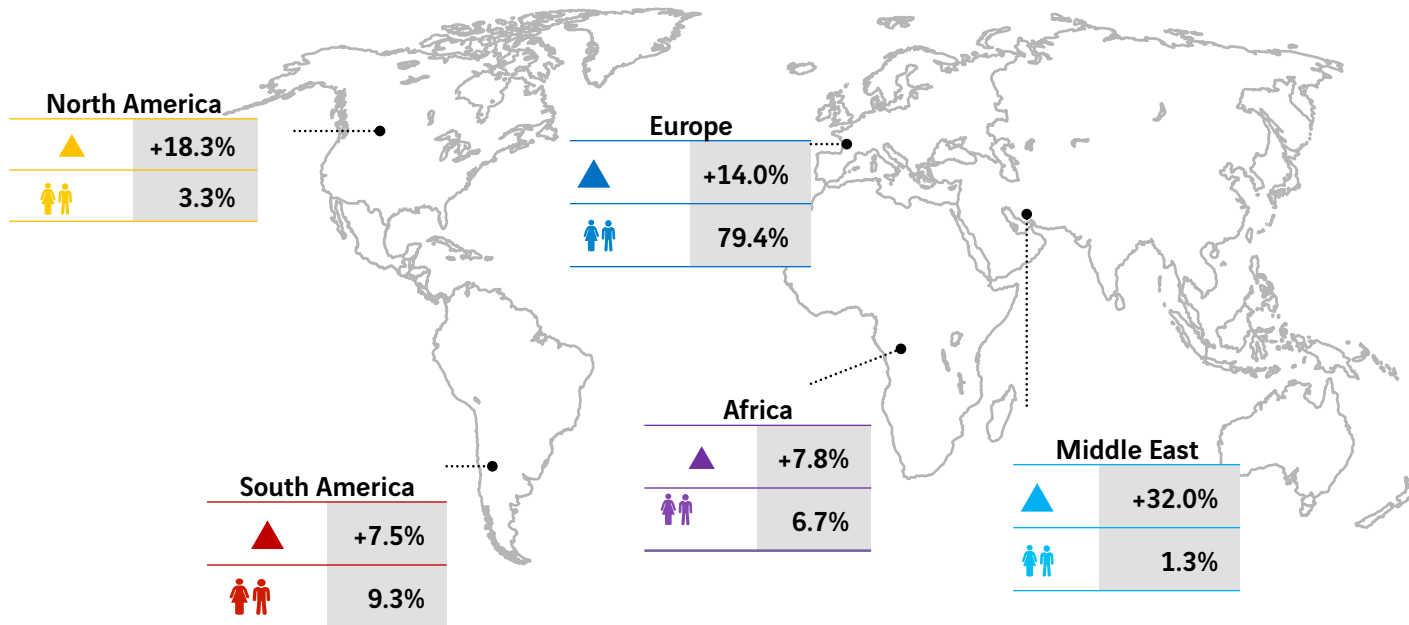 North America
+18.3%
3.3%
Europe
+14.0%
79.4%
Africa
+7.8%
6.7%
Middle East
+32.0%
1.3%
South America
+7.5%
9.3%